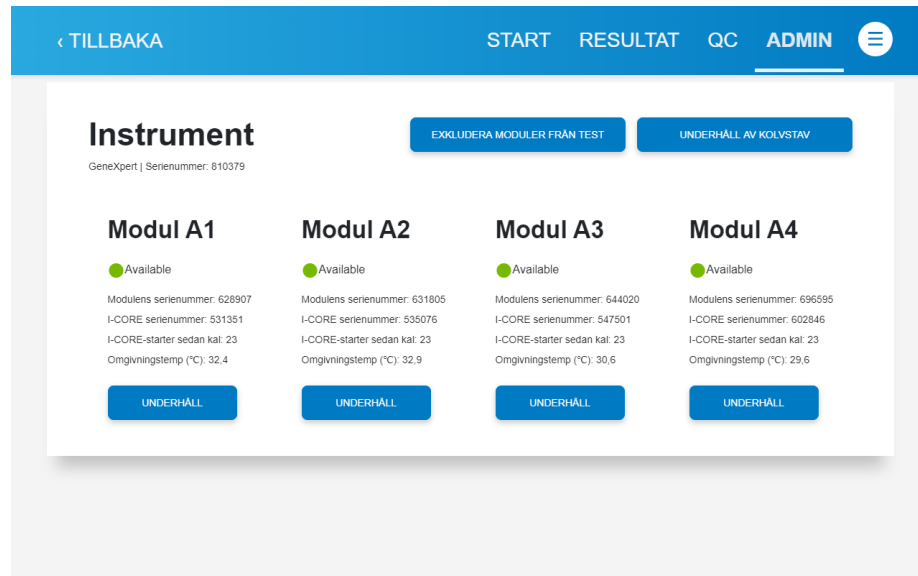 ‹ TILLBAKA
START RESULTAT QC ADMIN
Instrument
GeneXpert | Serienummer: 810379
EXKLUDERA MODULER FRÅN TEST
UNDERHÅLL AV KOLVSTAV
Modul A1
Available
Modulens serienummer: 628907
I-CORE serienummer: 531351
I-CORE-starter sedan kal: 23
Omgivningstemp (°C): 32,4
UNDERHÅLL
Modul A2
Available
Modulens serienummer: 631805
I-CORE serienummer: 535076
I-CORE-starter sedan kal: 23
Omgivningstemp (°C): 32,9
UNDERHÅLL
Modul A3
Available
Modulens serienummer: 644020
I-CORE serienummer: 547501
I-CORE-starter sedan kal: 23
Omgivningstemp (°C): 30,6
UNDERHÅLL
Modul A4
Available
Modulens serienummer: 696595
I-CORE serienummer: 602846
I-CORE-starter sedan kal: 23
Omgivningstemp (°C): 29,6
UNDERHÅLL